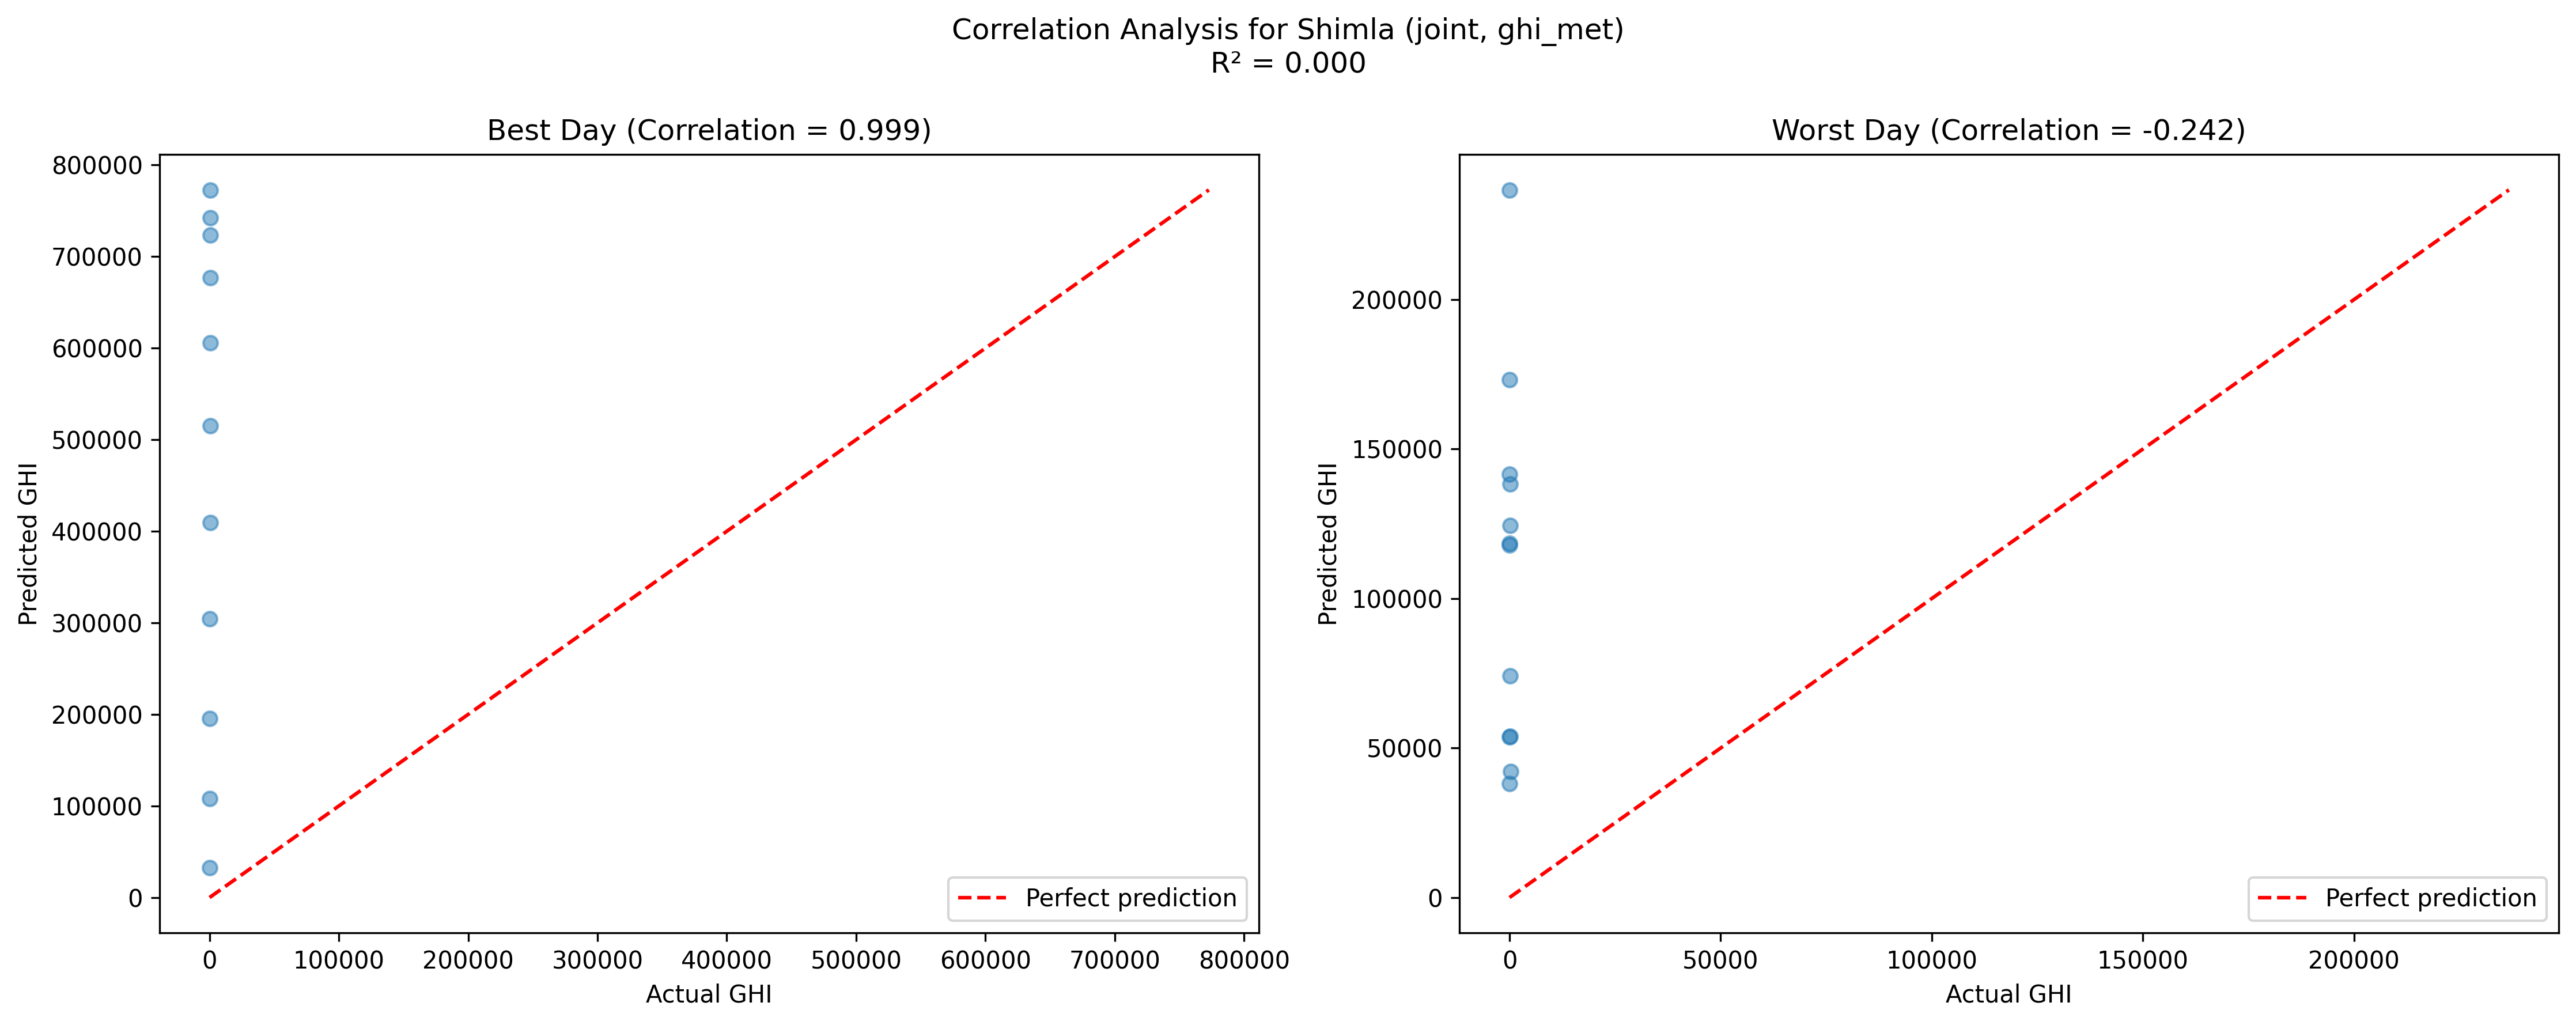 Correlation Analysis for Shimla (joint, ghi_met)
R² = 0.000
Best Day (Correlation = 0.999)
800000
700000
600000
500000
400000
300000
200000
100000
0
Predicted GHI
Perfect prediction
0 100000 200000 300000 400000 500000 600000 700000 800000
Actual GHI
Worst Day (Correlation = -0.242)
200000
150000
100000
50000
0
Predicted GHI
Perfect prediction
0 50000 100000 150000 200000
Actual GHI